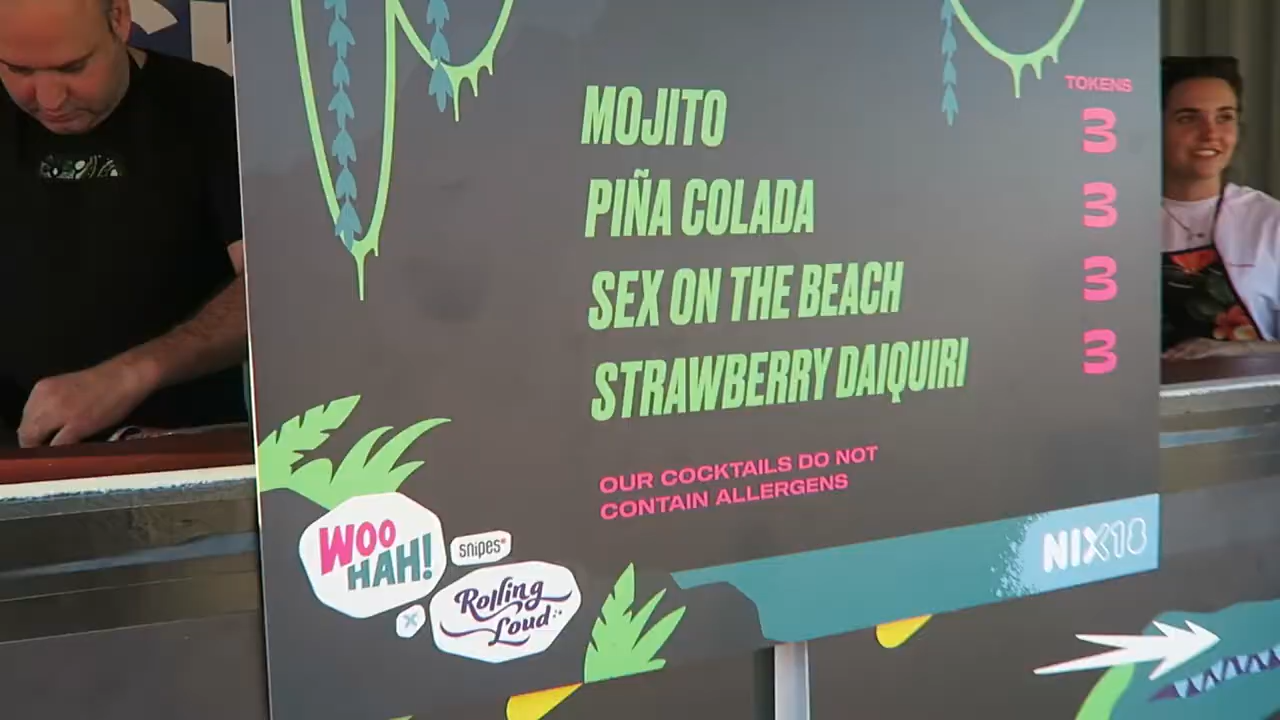 TOKENS
MOJITO 3
PIÑA COLADA 3
SEX ON THE BEACH 3
STRAWBERRY DAIQUIRI 3
OUR COCKTAILS DO NOT
CONTAIN ALLERGENS
NIX18
WOO
HAH!
snipes
X
Rolling
Loud